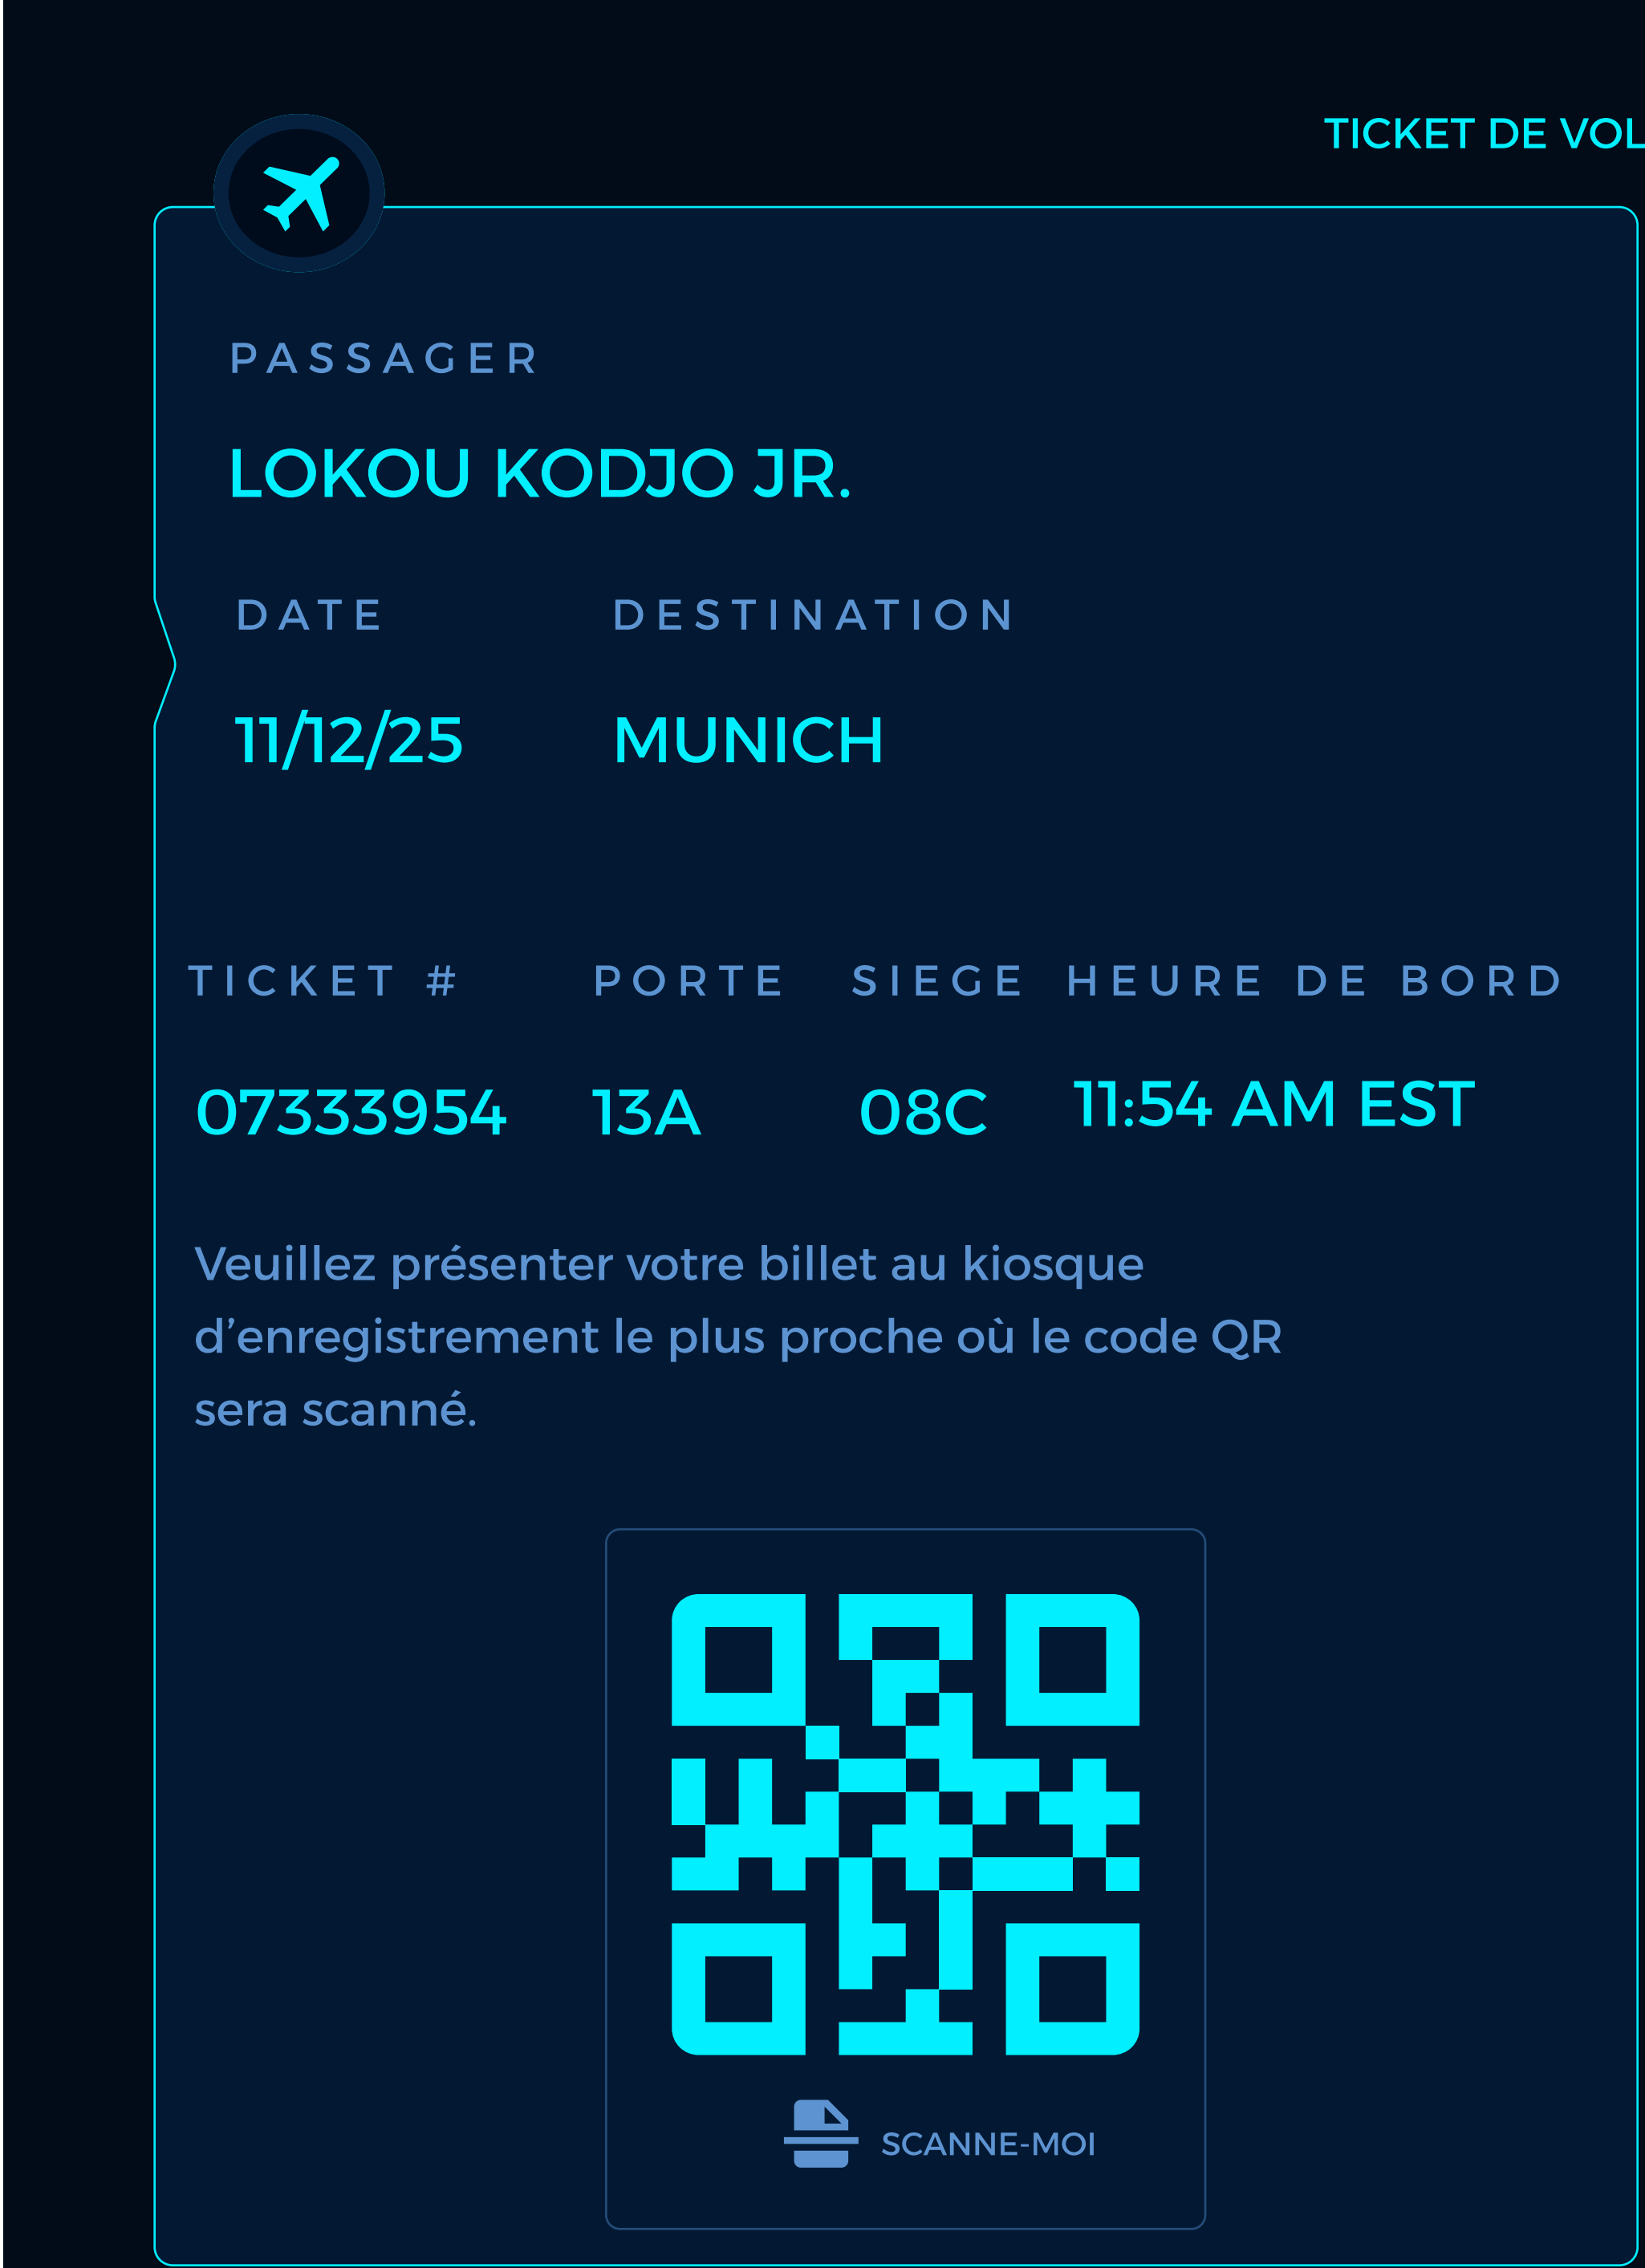 TICKET DE VOL
PASSAGER
LOKOU KODJO JR.
DATE DESTINATION
11/12/25 MUNICH
TICKET # PORTE SIEGE HEURE DE BORD
07333954 13A 08C 11:54 AM EST
Veuillez présenter votre billet au kiosque
d’enregistrement le plus proche où le code QR
sera scanné.
SCANNE-MOI